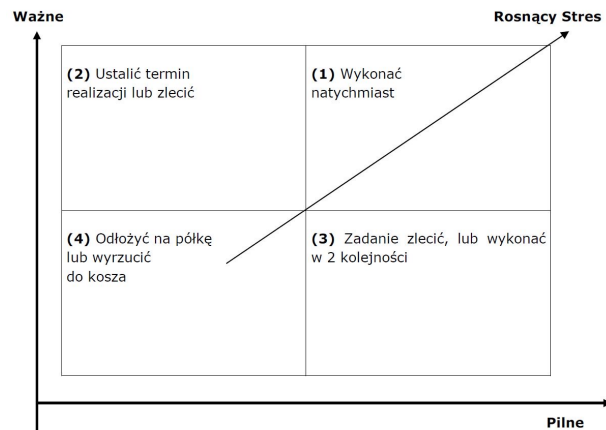 Ważne
Rosnący Stres
(2) Ustalić termin
realizacji lub zlecić
(1) Wykonać
natychmiast
(4) Odłożyć na półkę
lub wyrzucić
do kosza
(3) Zadanie zlecić, lub wykonać
w 2 kolejności
Pilne